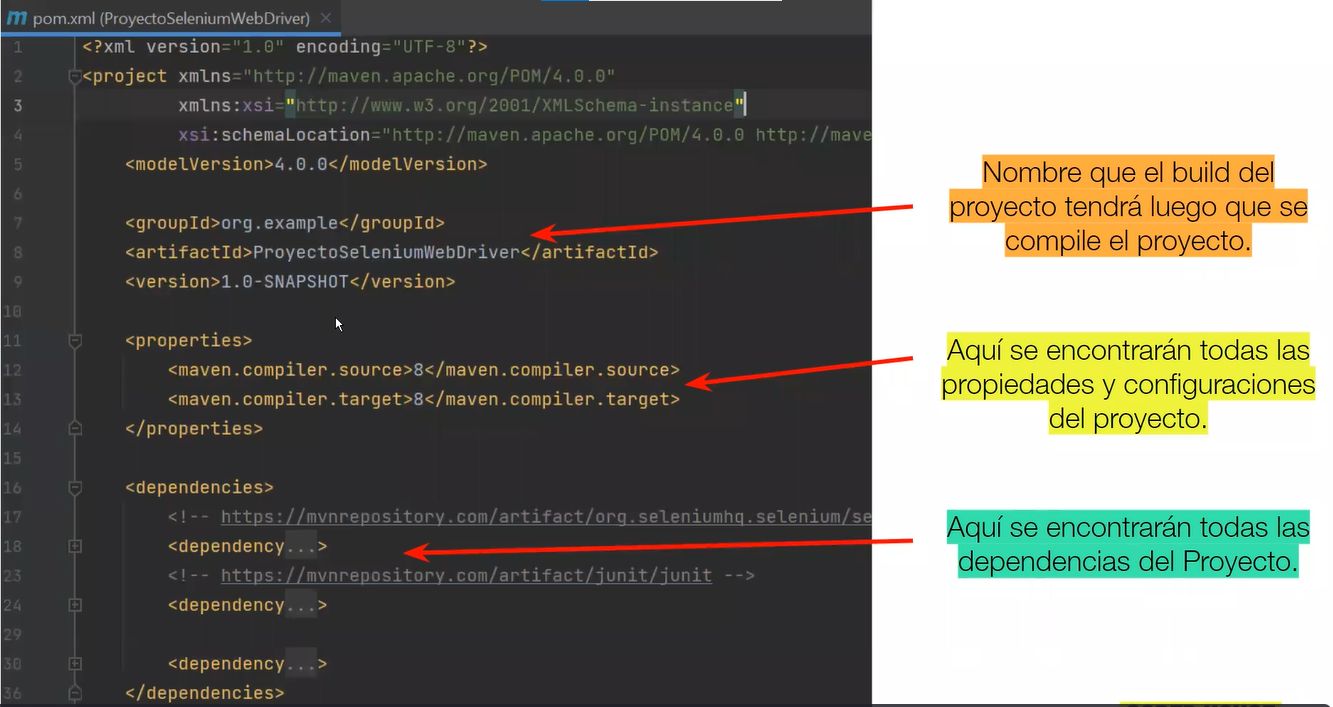 pom.xml (ProyectoSeleniumWebDriver)
1 <?xml version="1.0" encoding="UTF-8"?>
2 <project xmlns="http://maven.apache.org/POM/4.0.0"
3 xmlns:xsi="http://www.w3.org/2001/XMLSchema-instance"
4 xsi:schemaLocation="http://maven.apache.org/POM/4.0.0 http://mave
5 <modelVersion>4.0.0</modelVersion>
6
7 <groupId>org.example</groupId>
8 <artifactId>ProyectoSeleniumWebDriver</artifactId>
9 <version>1.0-SNAPSHOT</version>
10
11 <properties>
12 <maven.compiler.source>8</maven.compiler.source>
13 <maven.compiler.target>8</maven.compiler.target>
14 </properties>
15
16 <dependencies>
17 <!-- https://mvnrepository.com/artifact/org.seleniumhq.selenium/se
18 <dependency...>
23 <!-- https://mvnrepository.com/artifact/junit/junit -->
24 <dependency...>
29
30 <dependency...>
36 </dependencies>
Nombre que el build del
proyecto tendrá luego que se
compile el proyecto.
Aquí se encontrarán todas las
propiedades y configuraciones
del proyecto.
Aquí se encontrarán todas las
dependencias del Proyecto.